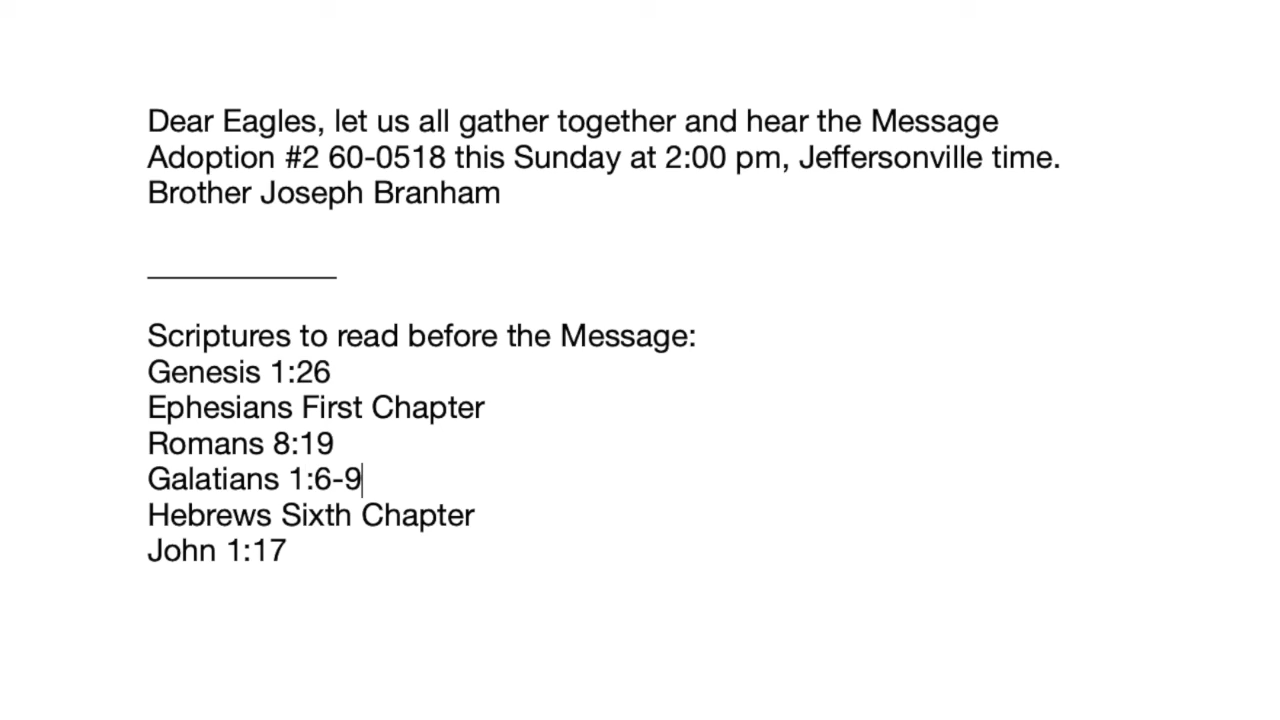 Dear Eagles, let us all gather together and hear the Message
Adoption #2 60-0518 this Sunday at 2:00 pm, Jeffersonville time.
Brother Joseph Branham
____________
Scriptures to read before the Message:
Genesis 1:26
Ephesians First Chapter
Romans 8:19
Galatians 1:6-9
Hebrews Sixth Chapter
John 1:17